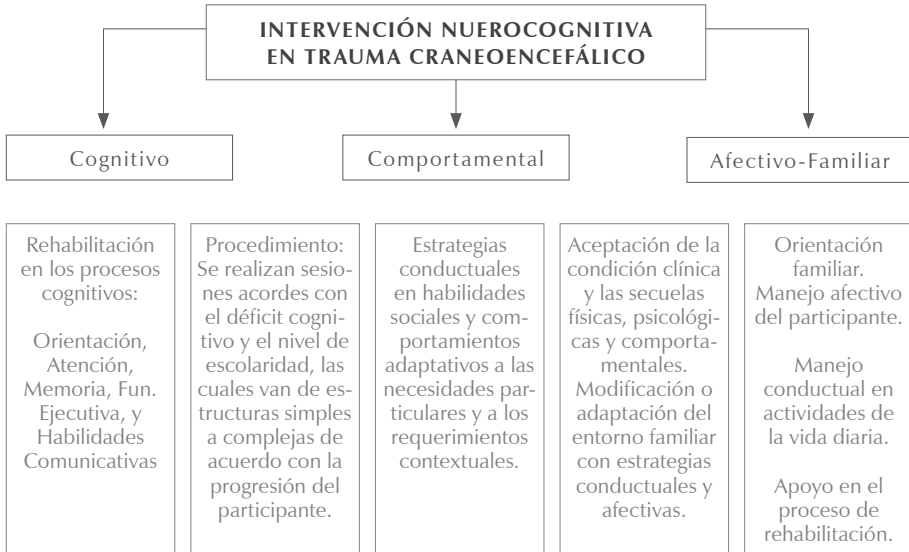 INTERVENCIÓN NUEROCOGNITIVA
EN TRAUMA CRANEOENCEFÁLICO
Cognitivo
Comportamental
Afectivo-Familiar
Rehabilitación
en los procesos
cognitivos:
Orientación,
Atención,
Memoria, Fun.
Ejecutiva, y
Habilidades
Comunicativas
Procedimiento:
Se realizan sesio-
nes acordes con
el déficit cogni-
tivo y el nivel de
escolaridad, las
cuales van de es-
tructuras simples
a complejas de
acuerdo con la
progresión del
participante.
Estrategias
conductuales
en habilidades
sociales y com-
portamientos
adaptativos a las
necesidades par-
ticulares y a los
requerimientos
contextuales.
Aceptación de la
condición clínica
y las secuelas
físicas, psicológi-
cas y comporta-
mentales.
Modificación o
adaptación del
entorno familiar
con estrategias
conductuales y
afectivas.
Orientación
familiar.
Manejo afectivo
del participante.
Manejo
conductual en
actividades de
la vida diaria.
Apoyo en el
proceso de
rehabilitación.